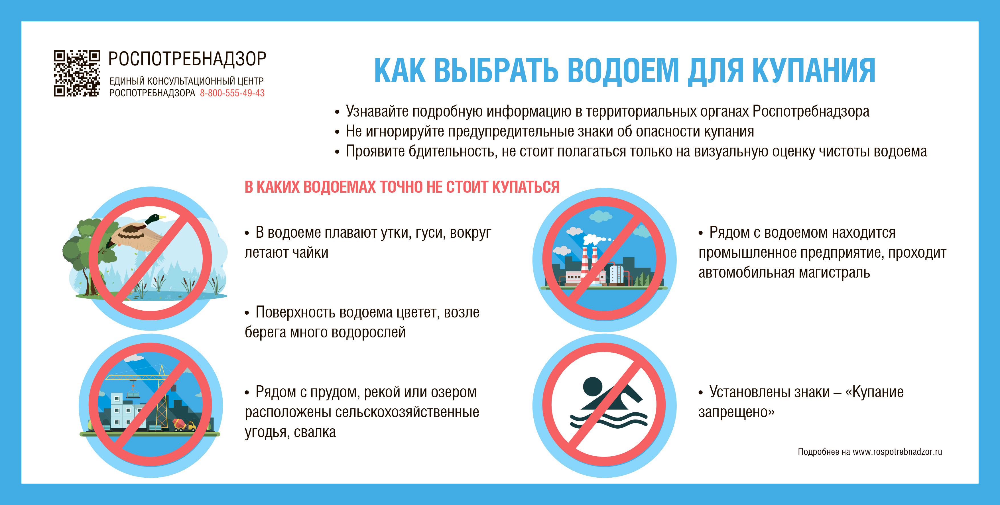 РОСПОТРЕБНАДЗОР
ЕДИНЫЙ КОНСУЛЬТАЦИОННЫЙ ЦЕНТР
РОСПОТРЕБНАДЗОРА 8-800-555-49-43
КАК ВЫБРАТЬ ВОДОЕМ ДЛЯ КУПАНИЯ
• Узнавайте подробную информацию в территориальных органах Роспотребнадзора
• Не игнорируйте предупредительные знаки об опасности купания
• Проявите бдительность, не стоит полагаться только на визуальную оценку чистоты водоема
В КАКИХ ВОДОЕМАХ ТОЧНО НЕ СТОИТ КУПАТЬСЯ
• В водоеме плавают утки, гуси, вокруг
летают чайки
• Поверхность водоема цветет, возле
берега много водорослей
• Рядом с прудом, рекой или озером
расположены сельскохозяйственные
угодья, свалка
• Рядом с водоемом находится
промышленное предприятие, проходит
автомобильная магистраль
• Установлены знаки – «Купание
запрещено»
Подробнее на www.rospotrebnadzor.ru